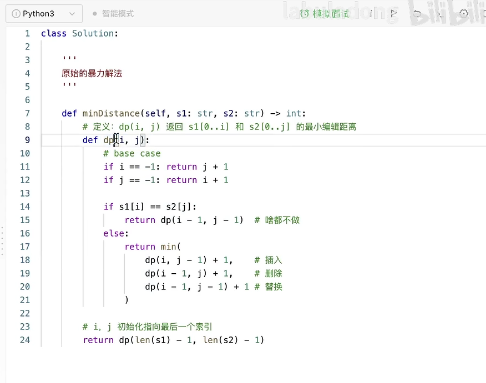 Python3 智能模式
bilibili
1 class Solution:
2
3 '''
4 原始的暴力解法
5 '''
6
7 def minDistance(self, s1: str, s2: str) -> int:
8 # 定义: dp(i, j) 返回 s1[0..i] 和 s2[0..j] 的最小编辑距离
9 def dp(i, j):
10 # base case
11 if i == -1: return j + 1
12 if j == -1: return i + 1
13
14 if s1[i] == s2[j]:
15 return dp(i - 1, j - 1) # 啥都不做
16 else:
17 return min(
18 dp(i, j - 1) + 1, # 插入
19 dp(i - 1, j) + 1, # 删除
20 dp(i - 1, j - 1) + 1 # 替换
21 )
22
23 # i, j 初始化指向最后一个索引
24 return dp(len(s1) - 1, len(s2) - 1)